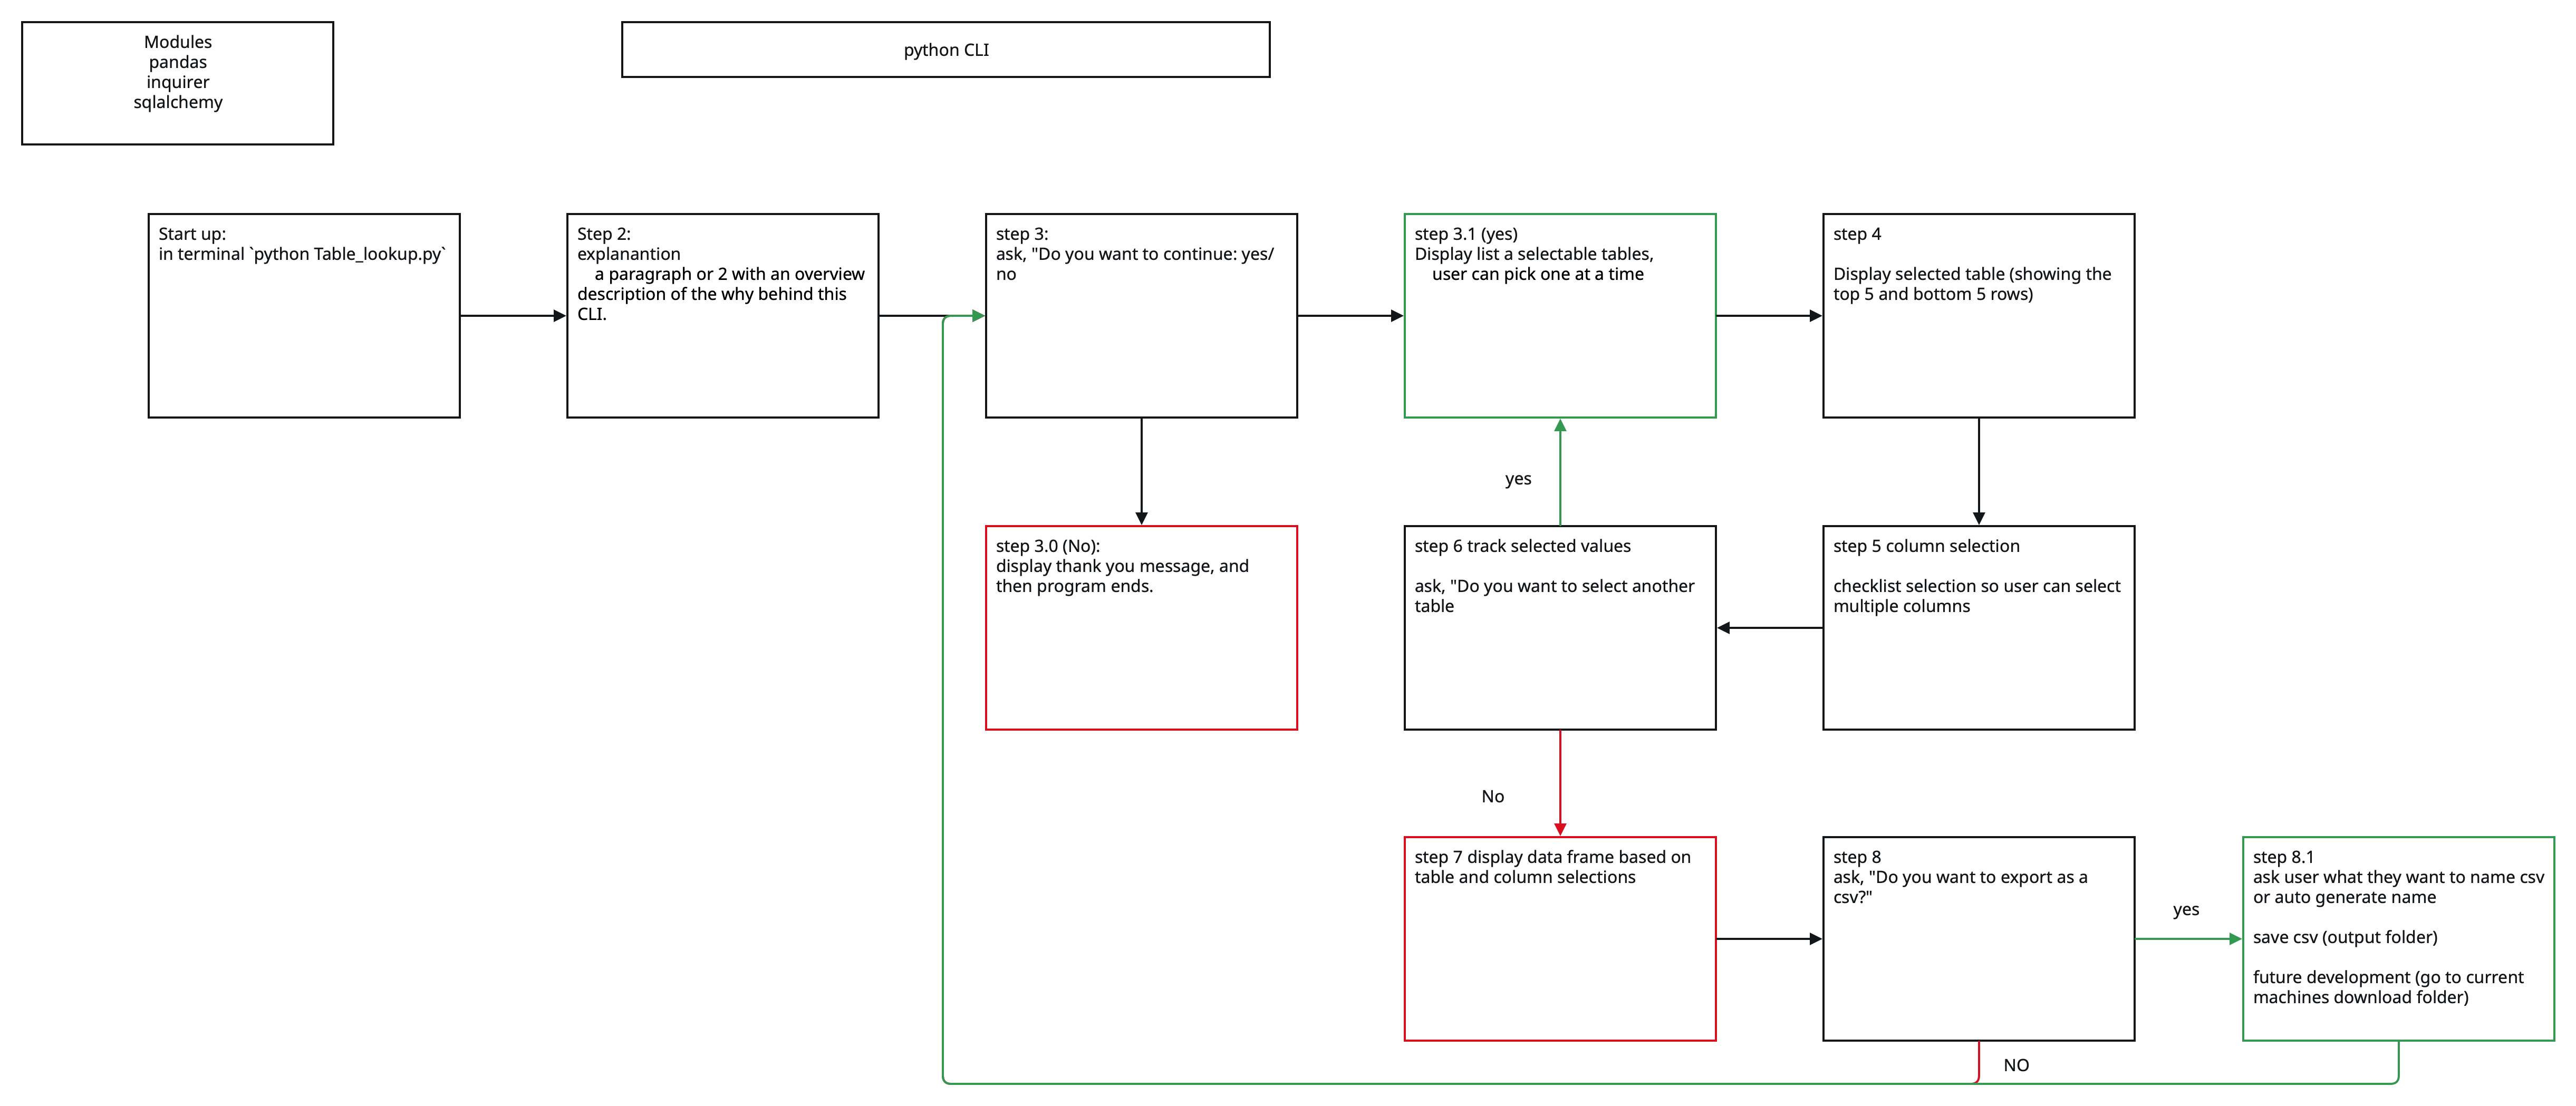 Modules
pandas
inquirer
sqlalchemy
python CLI
Start up:
in terminal `python Table_lookup.py`
Step 2:
explanantion
a paragraph or 2 with an overview
description of the why behind this
CLI.
step 3:
ask, "Do you want to continue: yes/
no
step 3.1 (yes)
Display list a selectable tables,
user can pick one at a time
step 4
Display selected table (showing the
top 5 and bottom 5 rows)
yes
step 3.0 (No):
display thank you message, and
then program ends.
step 6 track selected values
ask, "Do you want to select another
table
step 5 column selection
checklist selection so user can select
multiple columns
No
step 7 display data frame based on
table and column selections
step 8
ask, "Do you want to export as a
csv?"
yes
step 8.1
ask user what they want to name csv
or auto generate name
save csv (output folder)
future development (go to current
machines download folder)
NO